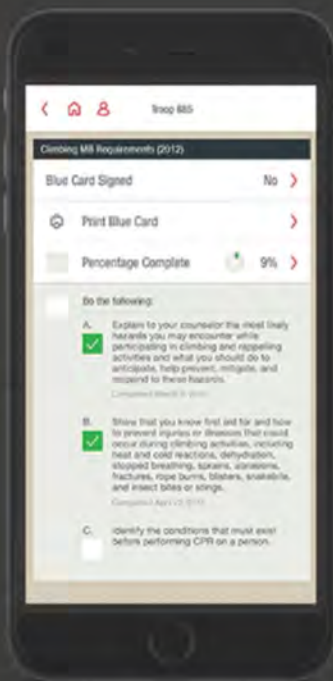 Troop 885
Climbing MB Requirements (2012)
Blue Card Signed No
Print Blue Card
Percentage Complete 9%
Do the following:
A. Explain to your counselor the most likely
hazards you may encounter while
participating in climbing and rappelling
activities and what you should do to
anticipate, help prevent, mitigate, and
respond to these hazards.
Completed March
B. Show that you know first aid for and how
to prevent injuries or illnesses that could
occur during climbing activities, including
heat and cold reactions, dehydration,
stopped breathing, sprains, abrasions,
fractures, rope burns, blisters, snakebite,
and insect bites or stings.
Completed April
C. Identify the conditions that must exist
before performing CPR on a person.